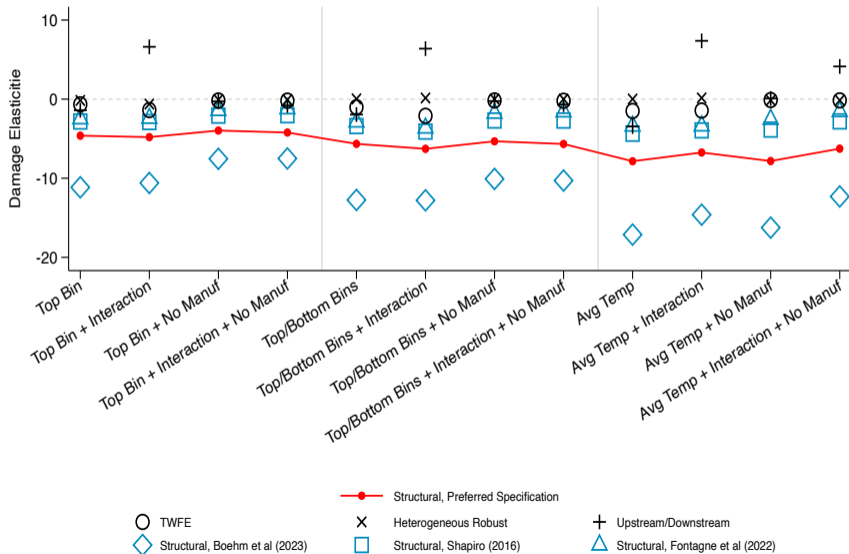 10
0
-10
-20
Damage Elasticitie
Top Bin
Top Bin + Interaction
Top Bin + No Manuf
Top Bin + Interaction + No Manuf
Top/Bottom Bins
Top/Bottom Bins + Interaction
Top/Bottom Bins + No Manuf
Top/Bottom Bins + Interaction + No Manuf
Avg Temp
Avg Temp + Interaction
Avg Temp + No Manuf
Avg Temp + Interaction + No Manuf
Structural, Preferred Specification
TWFE
Heterogeneous Robust
Upstream/Downstream
Structural, Boehm et al (2023)
Structural, Shapiro (2016)
Structural, Fontagne et al (2022)